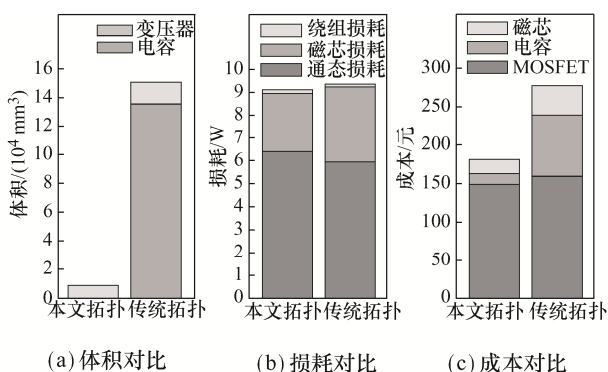 变压器
电容
体积/(10⁴ mm³)
16
14
12
10
8
6
4
2
0
本文拓扑 传统拓扑
(a) 体积对比
绕组损耗
磁芯损耗
通态损耗
损耗/W
10
9
8
7
6
5
4
3
2
1
0
本文拓扑 传统拓扑
(b) 损耗对比
磁芯
电容
MOSFET
成本/元
300
250
200
150
100
50
0
本文拓扑 传统拓扑
(c) 成本对比